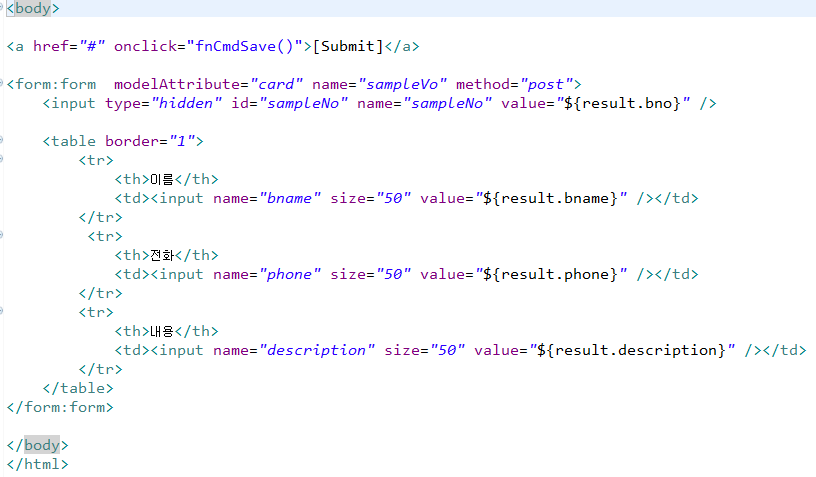 <body>
<a href="#" onclick="fnCmdSave()">[Submit]</a>
<form:form  modelAttribute="card" name="sampleVo" method="post">
    <input type="hidden" id="sampleNo" name="sampleNo" value="${result.bno}" />
    <table border="1">
        <tr>
            <th>이름</th>
            <td><input name="bname" size="50" value="${result.bname}" /></td>
        </tr>
         <tr>
            <th>전화</th>
            <td><input name="phone" size="50" value="${result.phone}" /></td>
        </tr>
        <tr>
            <th>내용</th>
            <td><input name="description" size="50" value="${result.description}" /></td>
        </tr>
    </table>
</form:form>
</body>
</html>